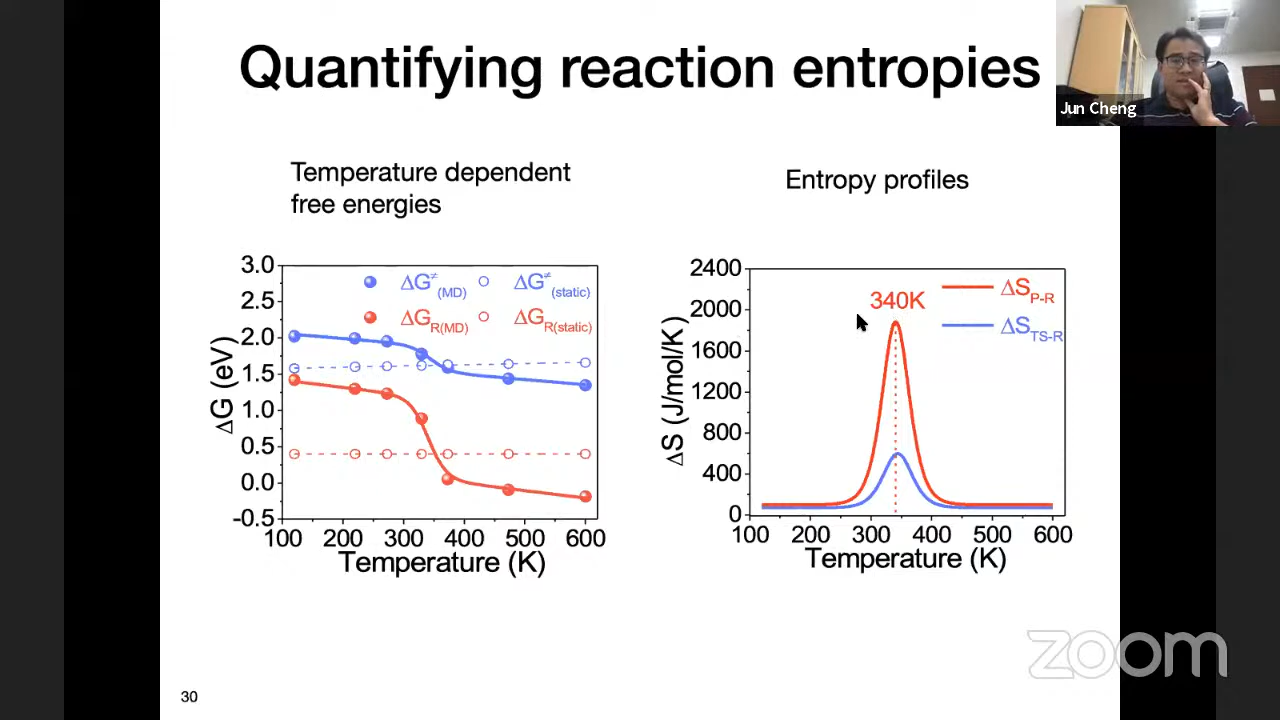 Quantifying reaction entropies
Jun Cheng
Temperature dependent
free energies
Entropy profiles
3.0
2.5
2.0
1.5
1.0
0.5
0.0
-0.5
ΔG (eV)
ΔG≠(MD)
ΔG≠(static)
ΔGR(MD)
ΔGR(static)
100 200 300 400 500 600
Temperature (K)
2400
2000
1600
1200
800
400
0
ΔS (J/mol/K)
340K
ΔSP-R
ΔSTS-R
100 200 300 400 500 600
Temperature (K)
zoom
30